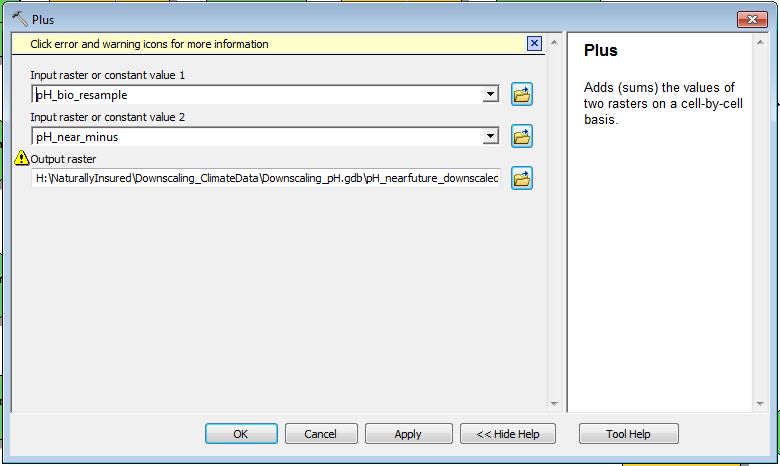 Plus
Click error and warning icons for more information
Input raster or constant value 1
pH_bio_resample
Input raster or constant value 2
pH_near_minus
Output raster
H:\NaturallyInsured\Downscaling_ClimateData\Downscaling_pH.gdb\pH_nearfuture_downscaled
Plus
Adds (sums) the values of
two rasters on a cell-by-cell
basis.
OK
Cancel
Apply
<< Hide Help
Tool Help